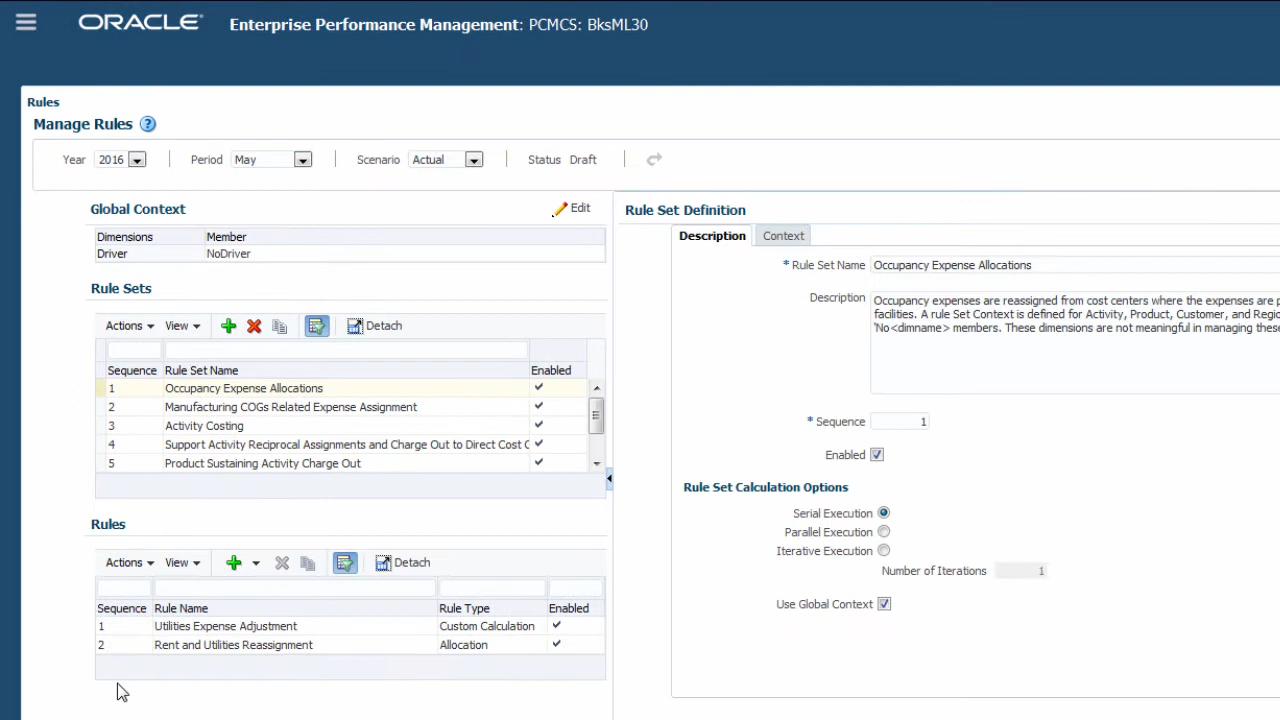 ORACLE Enterprise Performance Management: PCMCS: BksML30
Rules
Manage Rules ?
Year 2016 Period May Scenario Actual Status Draft
Global Context Edit
Dimensions Member
Driver NoDriver
Rule Sets
Actions View Detach
Sequence Rule Set Name Enabled
1 Occupancy Expense Allocations
2 Manufacturing COGs Related Expense Assignment
3 Activity Costing
4 Support Activity Reciprocal Assignments and Charge Out to Direct Cost C
5 Product Sustaining Activity Charge Out
Rules
Actions View Detach
Sequence Rule Name Rule Type Enabled
1 Utilities Expense Adjustment Custom Calculation
2 Rent and Utilities Reassignment Allocation
Rule Set Definition
Description Context
* Rule Set Name Occupancy Expense Allocations
Description Occupancy expenses are reassigned from cost centers where the expenses are p
facilities. A rule Set Context is defined for Activity, Product, Customer, and Regio
'No<dimname> members. These dimensions are not meaningful in managing these
* Sequence 1
Enabled
Rule Set Calculation Options
Serial Execution
Parallel Execution
Iterative Execution
Number of Iterations 1
Use Global Context